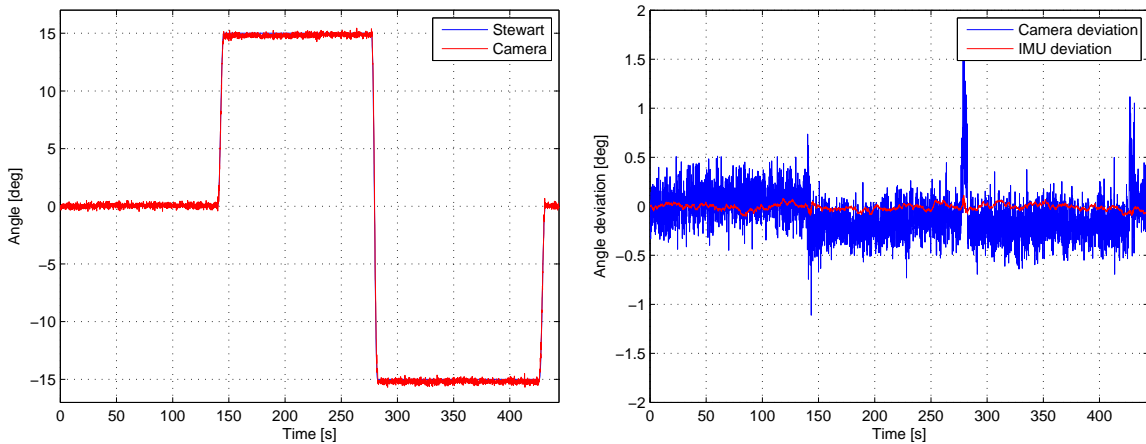 15
10
5
0
−5
−10
−15
Angle [deg]
0 50 100 150 200 250 300 350 400
Time [s]
Stewart
Camera
2
1.5
1
0.5
0
−0.5
−1
−1.5
−2
Angle deviation [deg]
0 50 100 150 200 250 300 350 400
Time [s]
Camera deviation
IMU deviation